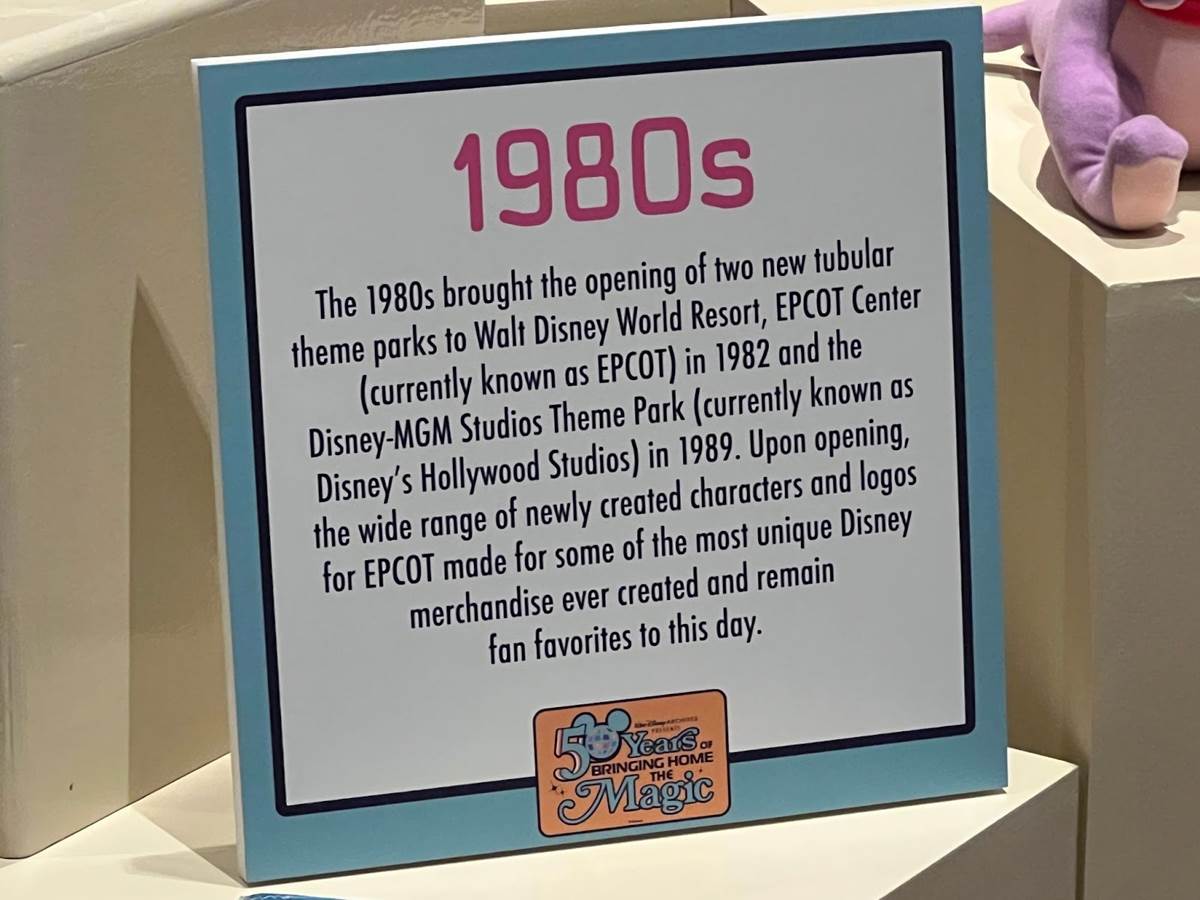 1980s
The 1980s brought the opening of two new tubular
theme parks to Walt Disney World Resort, EPCOT Center
(currently known as EPCOT) in 1982 and the
Disney-MGM Studios Theme Park (currently known as
Disney's Hollywood Studios) in 1989. Upon opening,
the wide range of newly created characters and logos
for EPCOT made for some of the most unique Disney
merchandise ever created and remain
fan favorites to this day.
Walt Disney ARCHIVES
PRESENTS
50 Years OF
BRINGING HOME
THE
Magic